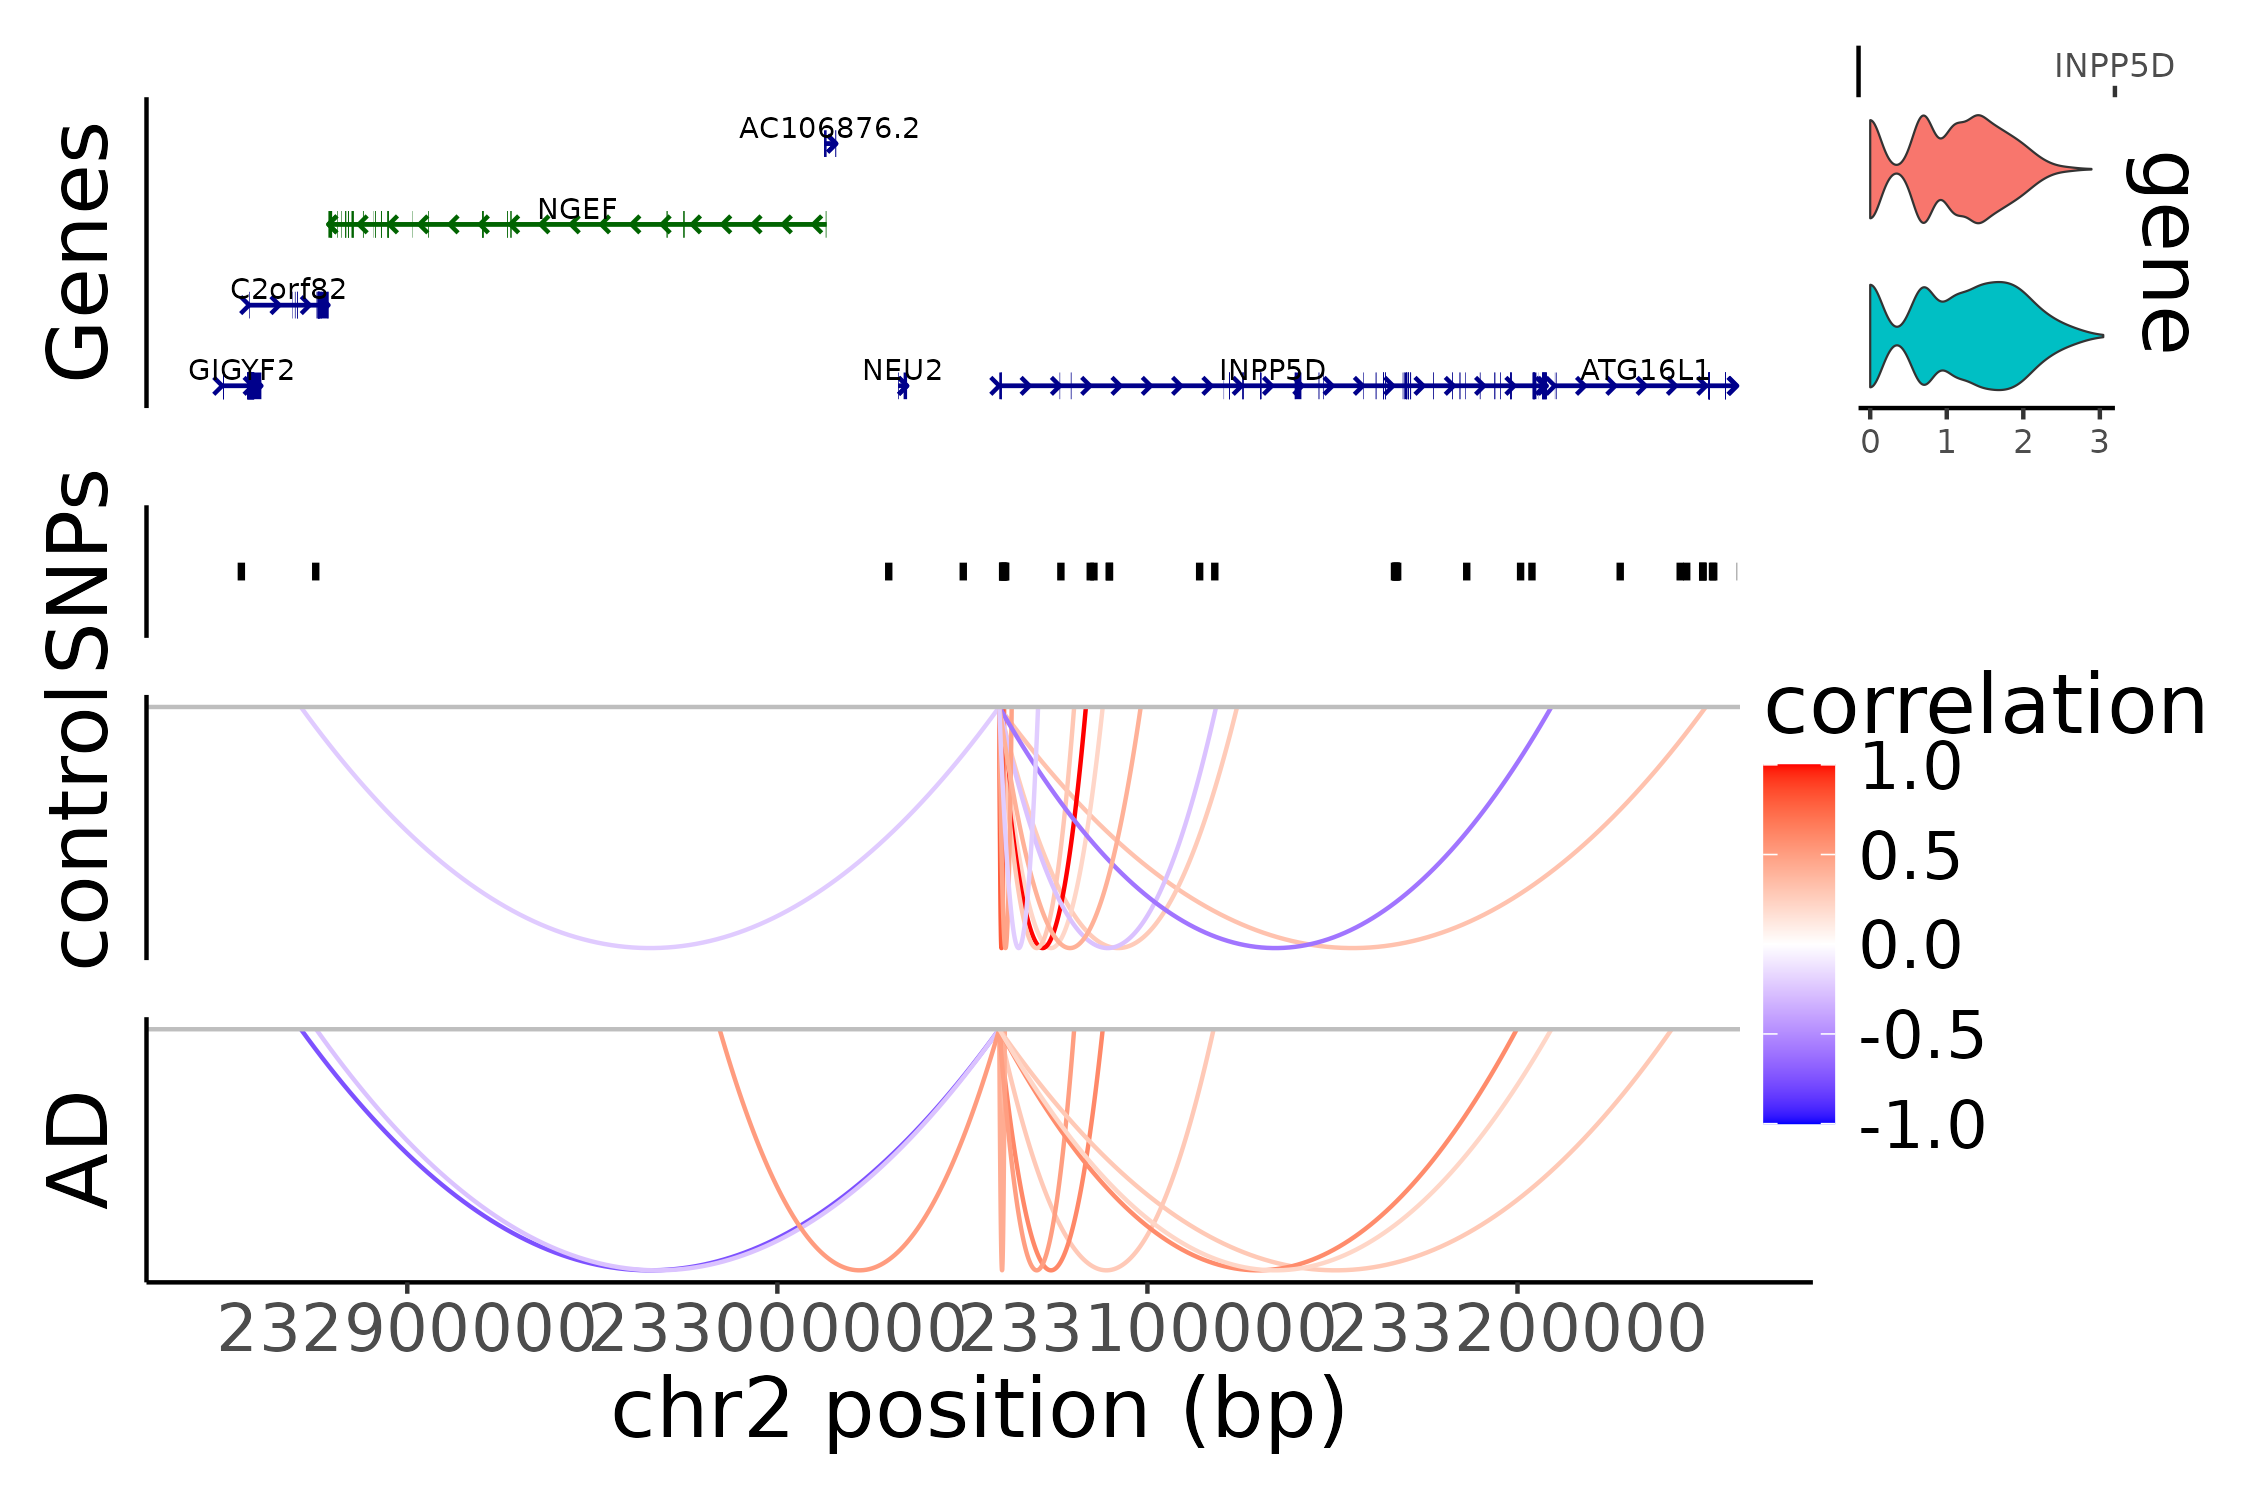 INPP5D
Genes
AC106876.2
NGEF
C2orf82
GIGYF2
NEU2
INPP5D
ATG16L1
gene
0 1 2 3
SNPs
control
correlation
1.0
0.5
0.0
-0.5
-1.0
AD
232900000 233000000 233100000 233200000
chr2 position (bp)